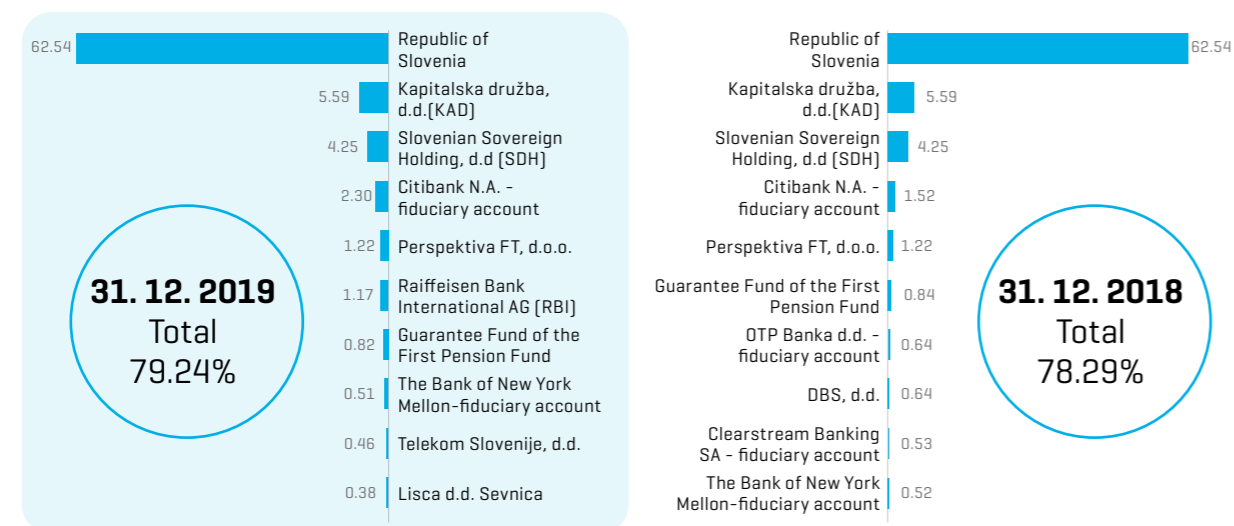 62.54
Republic of
Slovenia
5.59
Kapitalska družba,
d.d.(KAD)
4.25
Slovenian Sovereign
Holding, d.d (SDH)
2.30
Citibank N.A. -
fiduciary account
1.22
Perspektiva FT, d.o.o.
1.17
Raiffeisen Bank
International AG (RBI)
0.82
Guarantee Fund of the
First Pension Fund
0.51
The Bank of New York
Mellon-fiduciary account
0.46
Telekom Slovenije, d.d.
0.38
Lisca d.d. Sevnica
31. 12. 2019
Total
79.24%
Republic of
Slovenia
62.54
Kapitalska družba,
d.d.(KAD)
5.59
Slovenian Sovereign
Holding, d.d (SDH)
4.25
Citibank N.A. -
fiduciary account
1.52
Perspektiva FT, d.o.o.
1.22
Guarantee Fund of the First
Pension Fund
0.84
OTP Banka d.d. -
fiduciary account
0.64
DBS, d.d.
0.64
Clearstream Banking
SA - fiduciary account
0.53
The Bank of New York
Mellon-fiduciary account
0.52
31. 12. 2018
Total
78.29%